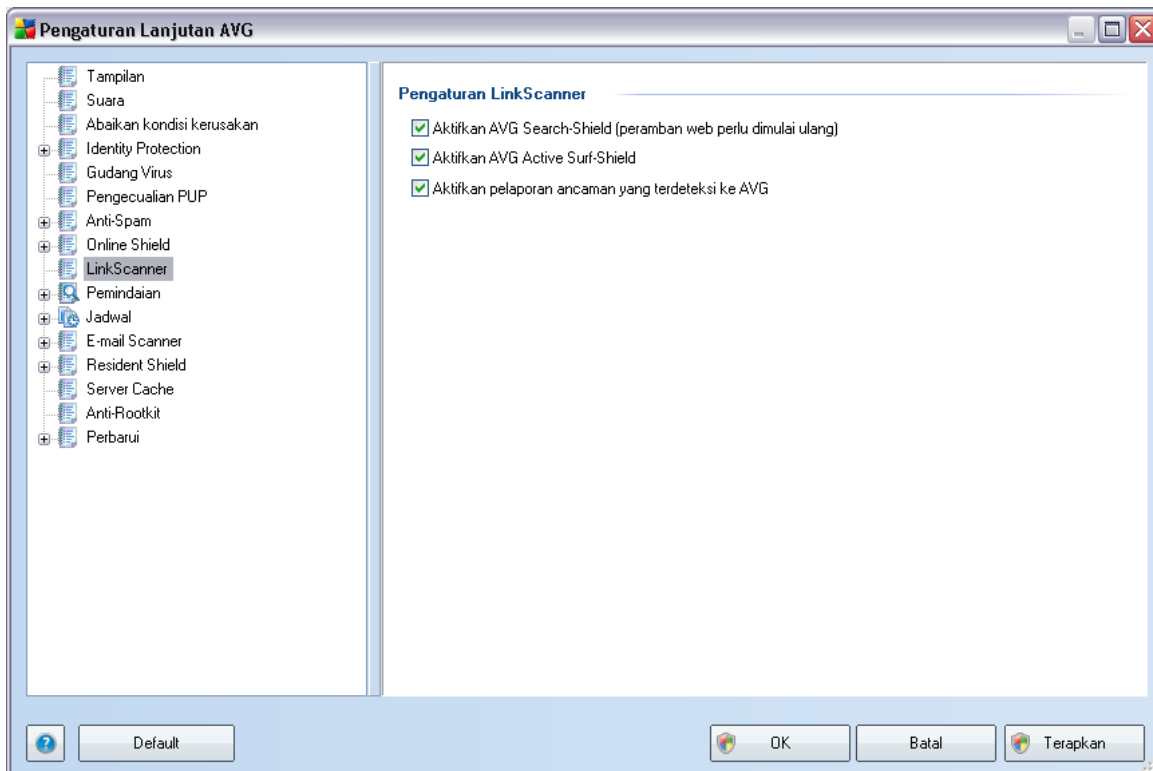 Pengaturan Lanjutan AVG
Tampilan
Suara
Abaikan kondisi kerusakan
Identity Protection
Gudang Virus
Pengecualian PUP
Anti-Spam
Online Shield
LinkScanner
Pemindaian
Jadwal
E-mail Scanner
Resident Shield
Server Cache
Anti-Rootkit
Perbarui
Pengaturan LinkScanner
Aktifkan AVG Search-Shield (peramban web perlu dimulai ulang)
Aktifkan AVG Active Surf-Shield
Aktifkan pelaporan ancaman yang terdeteksi ke AVG
? Default OK Batal Terapkan